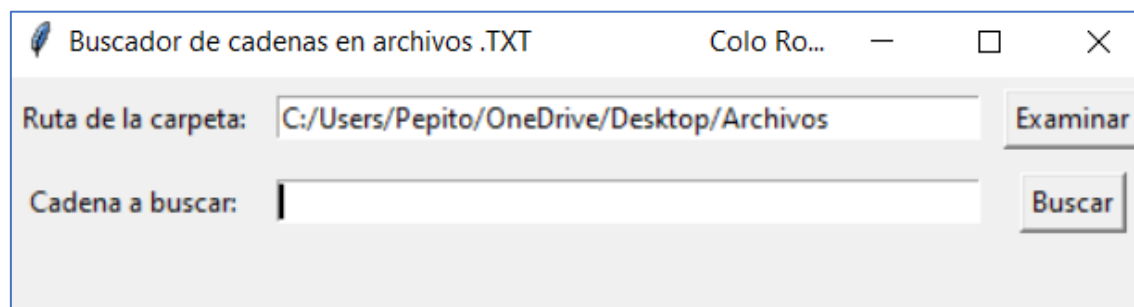 Buscador de cadenas en archivos .TXT Colo Ro...
Ruta de la carpeta: C:/Users/Pepito/OneDrive/Desktop/Archivos Examinar
Cadena a buscar: Buscar